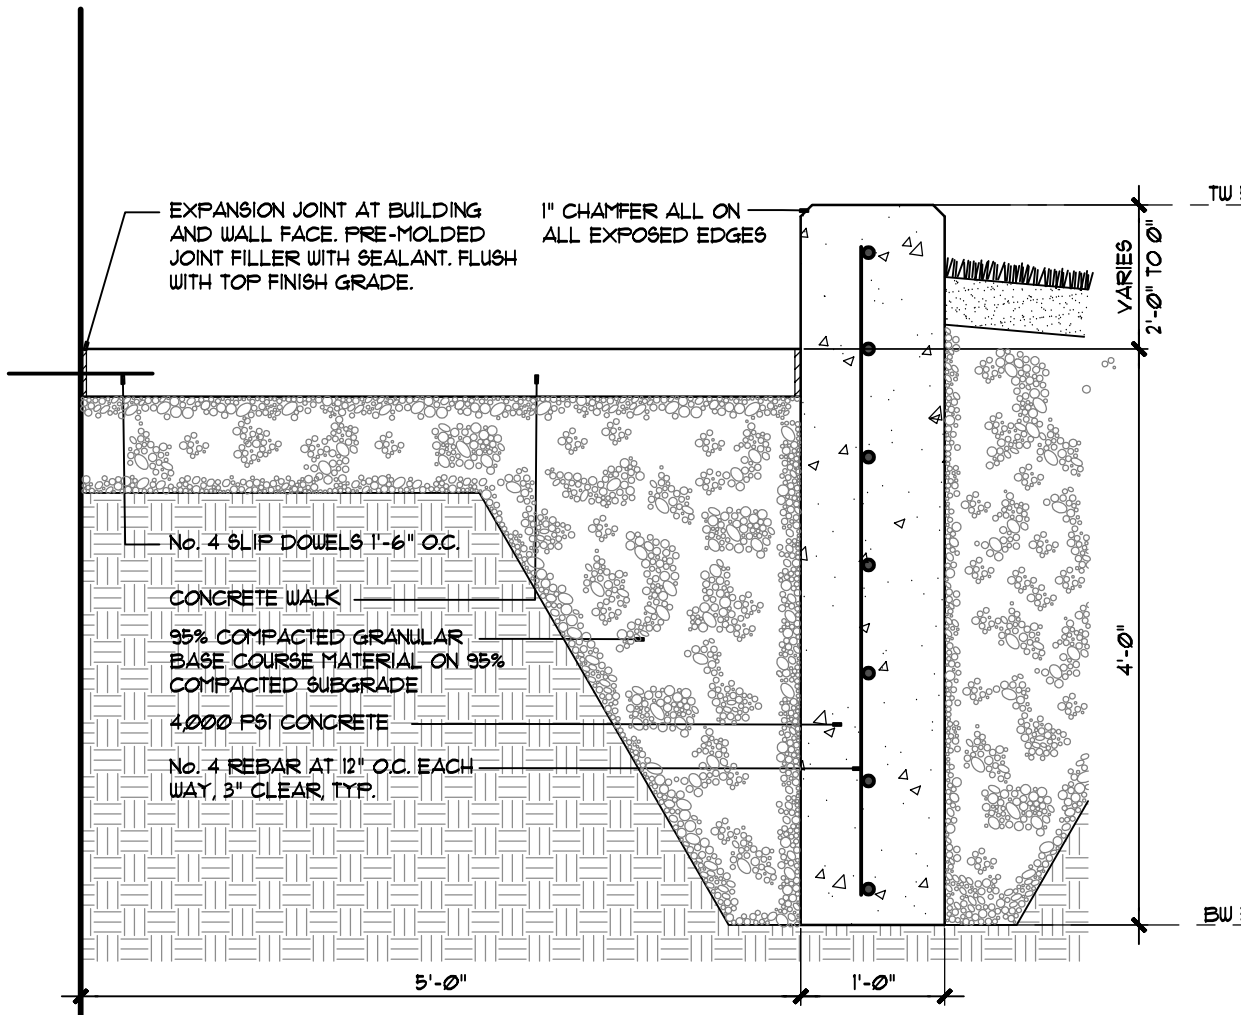 TW
EXPANSION JOINT AT BUILDING
AND WALL FACE. PRE-MOLDED
JOINT FILLER WITH SEALANT. FLUSH
WITH TOP FINISH GRADE.
1" CHAMFER ALL ON
ALL EXPOSED EDGES
VARIES
2'-0" TO 0"
No. 4 SLIP DOWELS 1'-6" O.C.
CONCRETE WALK
95% COMPACTED GRANULAR
BASE COURSE MATERIAL ON 95%
COMPACTED SUBGRADE
4,000 PSI CONCRETE
No. 4 REBAR AT 12" O.C. EACH
WAY, 3" CLEAR, TYP.
4'-0"
BW
5'-0"
1'-0"